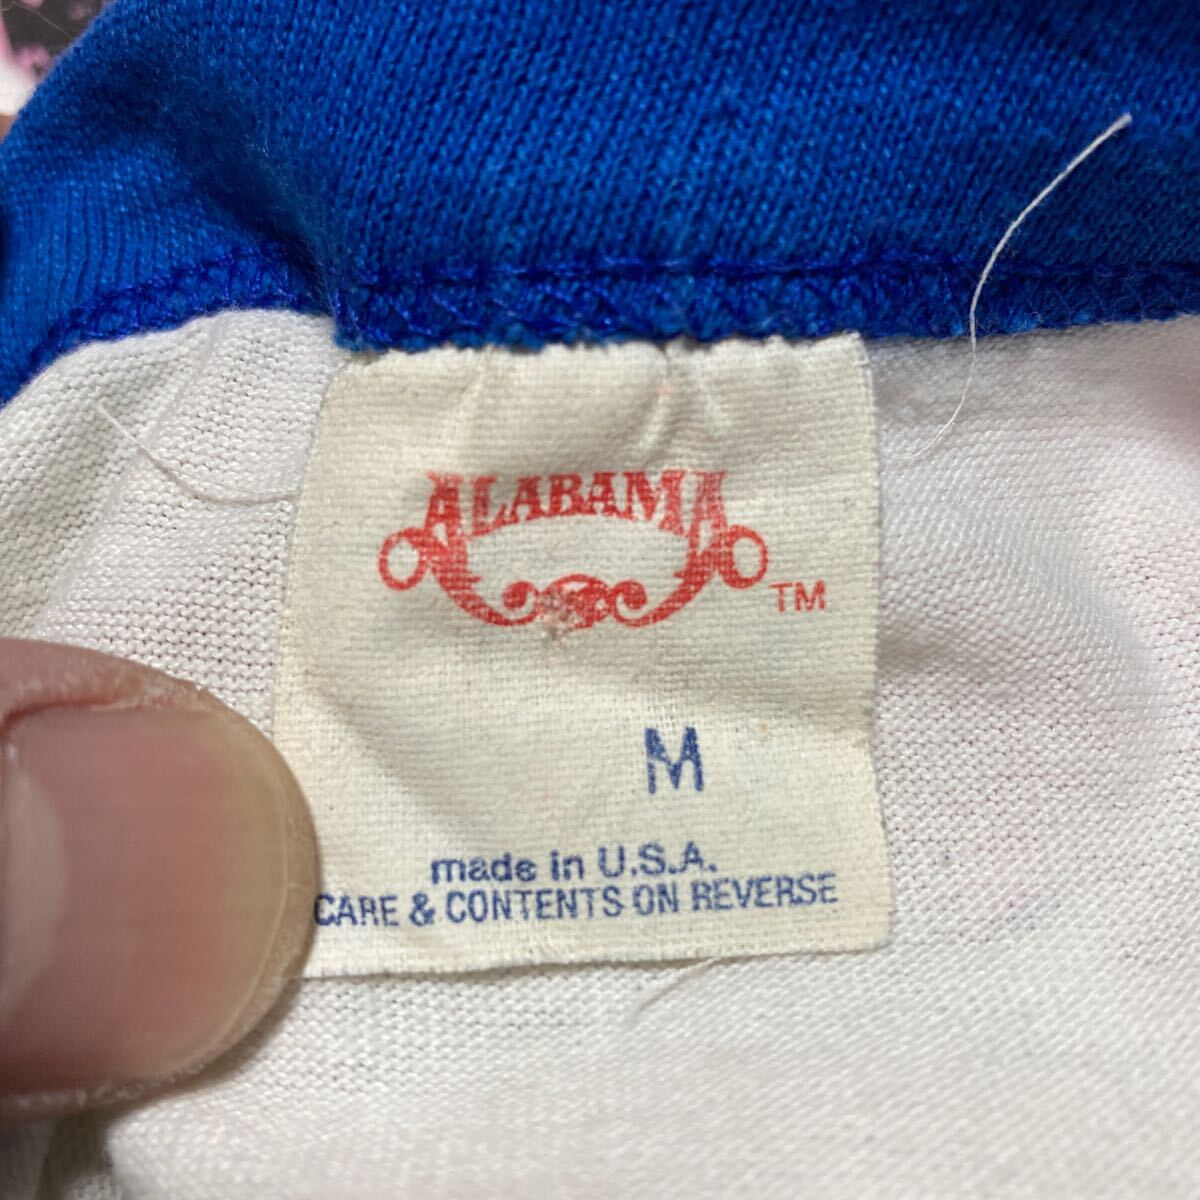 ALABAMA
TM
M
made in U.S.A.
CARE & CONTENTS ON REVERSE